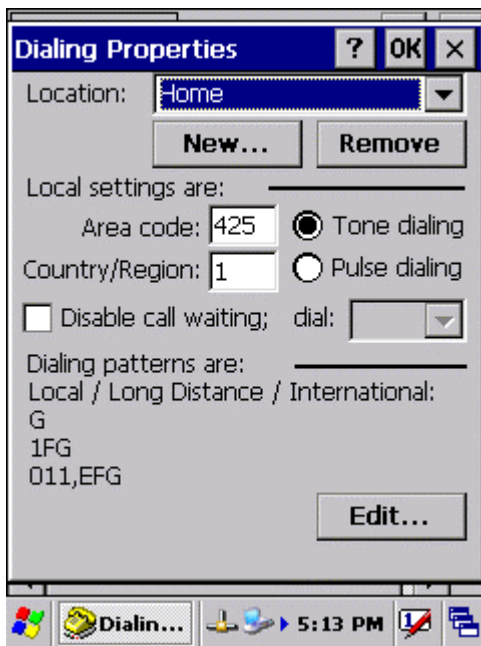 Dialing Properties ? OK ×
Location: Home
New... Remove
Local settings are:
Area code: 425 Tone dialing
Country/Region: 1 Pulse dialing
Disable call waiting; dial:
Dialing patterns are:
Local / Long Distance / International:
G
1FG
011,EFG
Edit...
Dialin... 5:13 PM